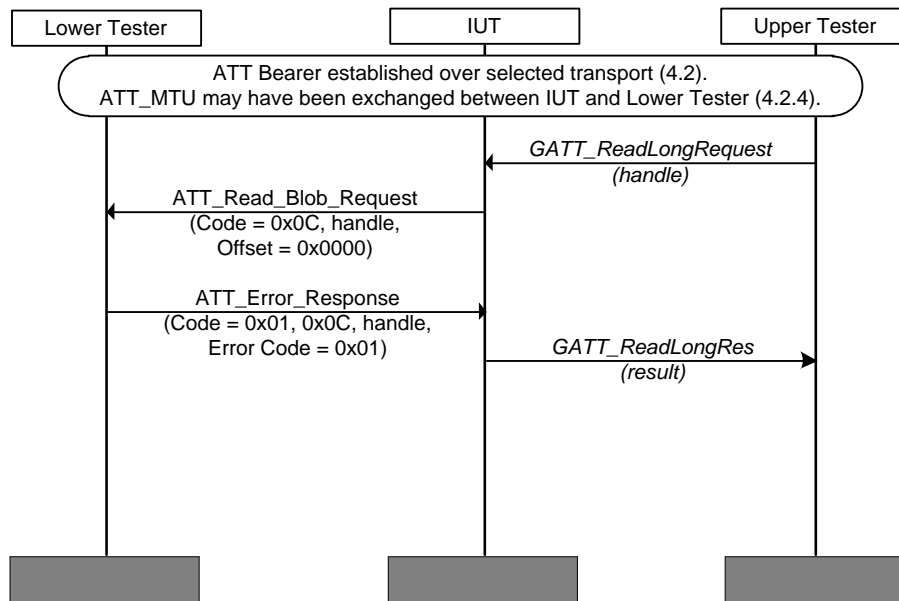 Lower Tester
IUT
Upper Tester
ATT Bearer established over selected transport (4.2).
ATT_MTU may have been exchanged between IUT and Lower Tester (4.2.4).
GATT_ReadLongRequest
(handle)
ATT_Read_Blob_Request
(Code = 0x0C, handle,
Offset = 0x0000)
ATT_Error_Response
(Code = 0x01, 0x0C, handle,
Error Code = 0x01)
GATT_ReadLongRes
(result)